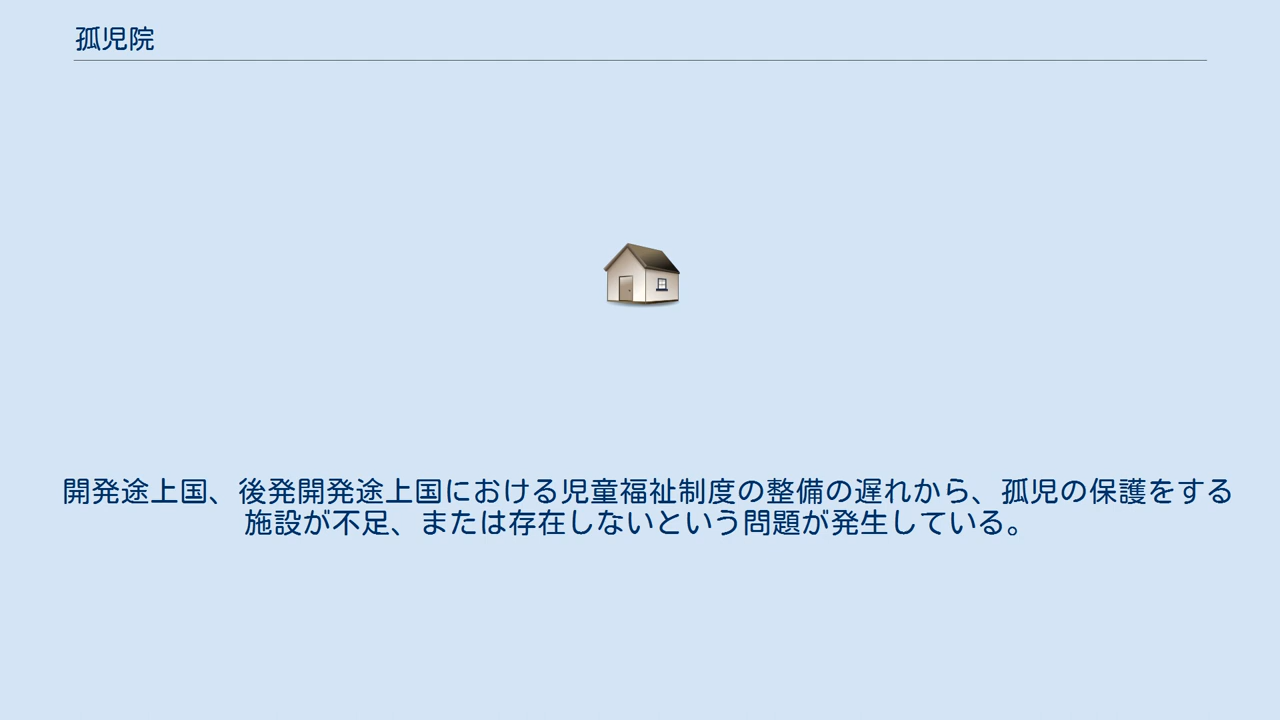 孤児院
開発途上国、後発開発途上国における児童福祉制度の整備の遅れから、孤児の保護をする
施設が不足、または存在しないという問題が発生している。